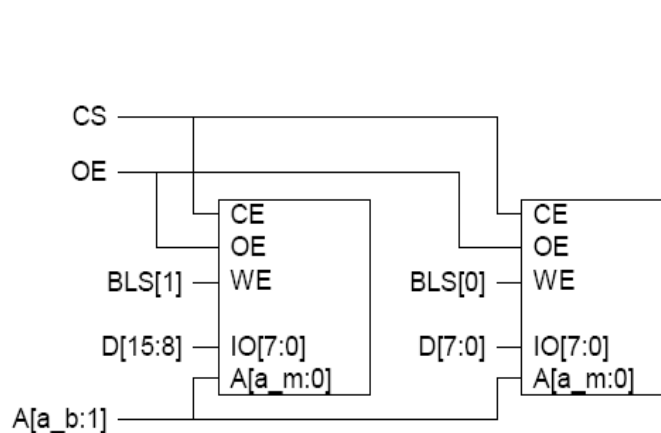 CS
OE
CE
OE
BLS[1]
WE
D[15:8]
IO[7:0]
A[a_m:0]
CE
OE
BLS[0]
WE
D[7:0]
IO[7:0]
A[a_m:0]
A[a_b:1]